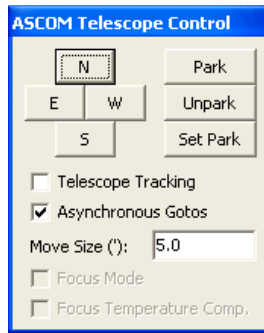 ASCOM Telescope Control
N Park
E W Unpark
S Set Park
Telescope Tracking
Asynchronous Gotos
Move Size ('): 5.0
Focus Mode
Focus Temperature Comp.